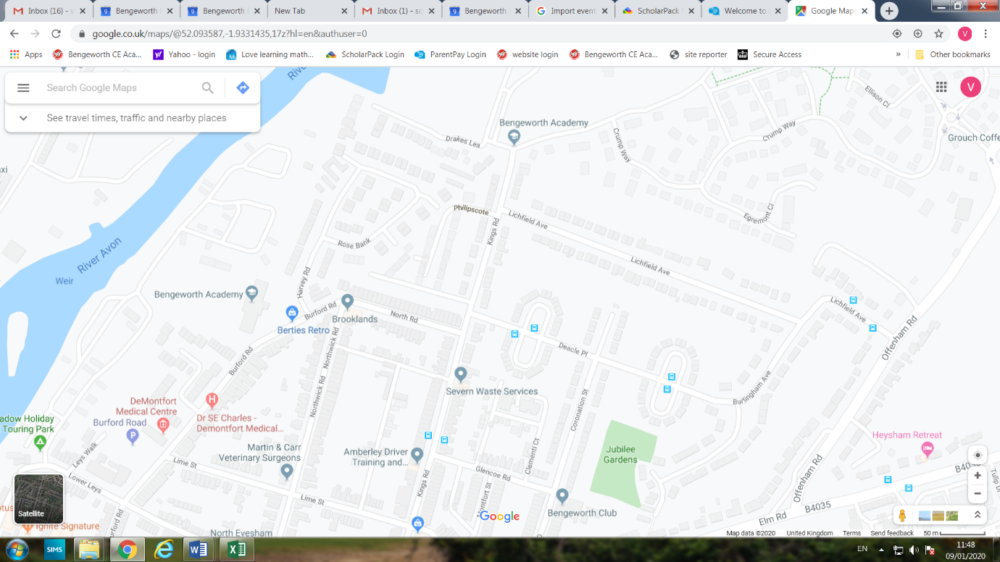 Inbox (16) - v
Bengeworth
Bengeworth
New Tab
Inbox (1) - sc
Bengeworth
Import event
ScholarPack
Welcome to
Google Maps
google.co.uk/maps/@52.093587,-1.9331435,17z?hl=en&authuser=0
V
Apps
Bengeworth CE Aca...
Yahoo - login
Love learning math...
ScholarPack Login
ParentPay Login
website login
Bengeworth CE Aca...
site reporter
Secure Access
»
Other bookmarks
Search Google Maps
See travel times, traffic and nearby places
V
River
Ellison Cl
Bengeworth Academy
Drakes Lea
Crump Way
Crump Way
Grouch Coffe
axi
Philipscote
Lichfield Ave
Egremont Cl
Kings Rd
River Avon
Rose Bank
Lichfield Ave
Weir
Harvey Rd
Bengeworth Academy
Burford Rd
Brooklands
North Rd
Lichfield Ave
Berties Retro
Offenham Rd
Northwick Rd
Deacle Pl
Burford Rd
Severn Waste Services
Burlingham Ave
Northwick Rd
Coronation St
DeMontfort
Medical Centre
Dr SE Charles -
Demontfort Medical...
Burford Road
adow Holiday
Touring Park
Leys Walk
Martin & Carr
Veterinary Surgeons
Amberley Driver
Training and...
Clementi Ct
Jubilee
Gardens
Heysham Retreat
Lime St
Glencoe Rd
Lower Leys
Kings Rd
Offenham Rd
Lime St
Montfort St
B4035
Tulip D
Satellite
Burford Rd
Ignite Signature
North Evesham
Google
Bengeworth Club
Elm Rd
B4035
Map data ©2020
United Kingdom
Terms
Send feedback
50 m
SIMS
EN
11:48
09/01/2020